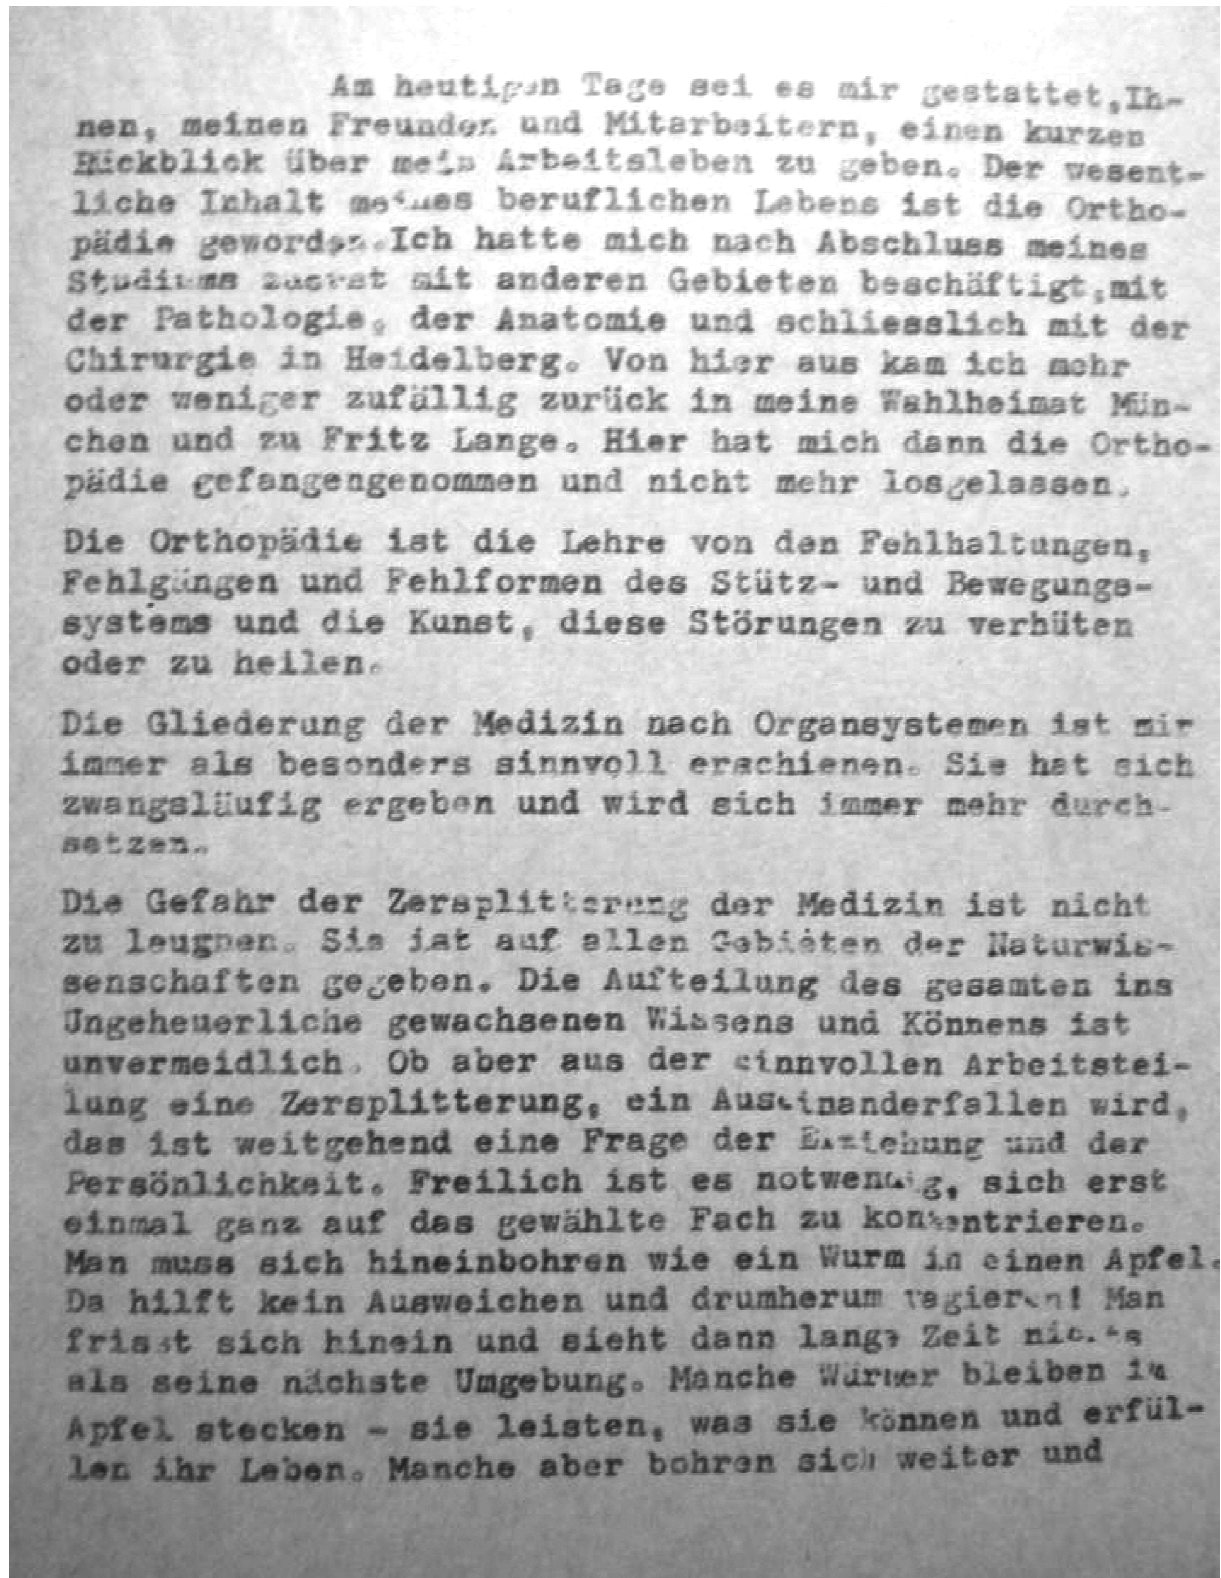 Am heutigen Tage sei es mir gestattet,Ih-
nen, meinen Freunden und Mitarbeitern, einen kurzen
Rückblick über mein Arbeitsleben zu geben. Der wesent-
liche Inhalt meines beruflichen Lebens ist die Ortho-
pädie geworden.Ich hatte mich nach Abschluss meines
Studiums zuerst mit anderen Gebieten beschäftigt,mit
der Pathologie, der Anatomie und schliesslich mit der
Chirurgie in Heidelberg. Von hier aus kam ich mehr
oder weniger zufällig zurück in meine Wahlheimat Mün-
chen und zu Fritz Lange. Hier hat mich dann die Ortho-
pädie gefangengenommen und nicht mehr losgelassen.
Die Orthopädie ist die Lehre von den Fehlhaltungen,
Fehlgängen und Fehlformen des Stütz- und Bewegungs-
systems und die Kunst, diese Störungen zu verhüten
oder zu heilen.
Die Gliederung der Medizin nach Organsystemen ist mir
immer als besonders sinnvoll erschienen. Sie hat sich
zwangsläufig ergeben und wird sich immer mehr durch-
setzen.
Die Gefahr der Zersplitterung der Medizin ist nicht
zu leugnen. Sie ist auf allen Gebieten der Naturwis-
senschaften gegeben. Die Aufteilung des gesamten ins
Ungeheuerliche gewachsenen Wissens und Könnens ist
unvermeidlich. Ob aber aus der sinnvollen Arbeitstei-
lung eine Zersplitterung, ein Auseinanderfallen wird,
das ist weitgehend eine Frage der Erziehung und der
Persönlichkeit. Freilich ist es notwendig, sich erst
einmal ganz auf das gewählte Fach zu konzentrieren.
Man muss sich hineinbohren wie ein Wurm in einen Apfel.
Da hilft kein Ausweichen und drumherum vagieren! Man
frisst sich hinein und sieht dann lange Zeit nichts
als seine nächste Umgebung. Manche Würmer bleiben im
Apfel stecken - sie leisten, was sie können und erfül-
len ihr Leben. Manche aber bohren sich weiter und